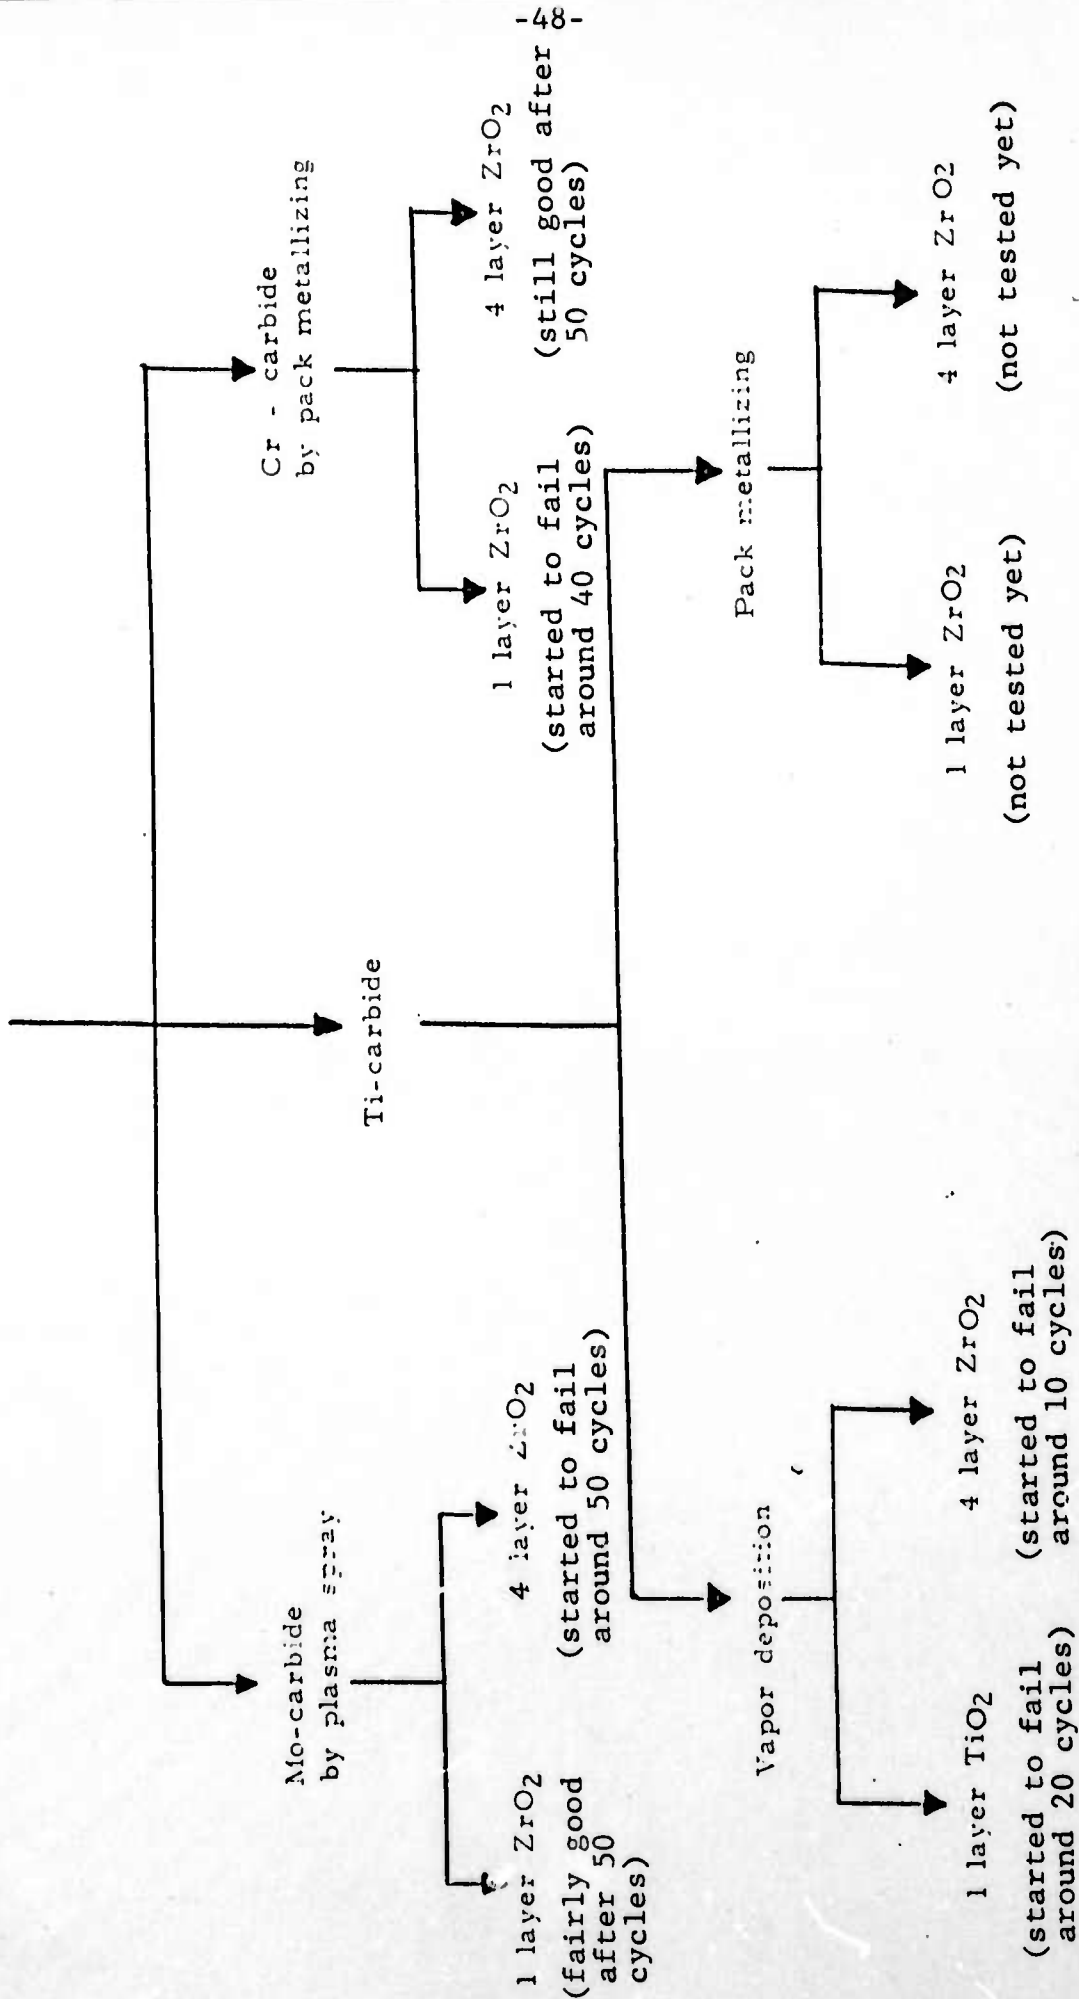 -48-
Mo-carbide
by plasma spray
1 layer ZrO2
(fairly good
after 50
cycles)
4 layer ZrO2
(started to fail
around 50 cycles)
Ti-carbide
Vapor deposition
1 layer TiO2
(started to fail
around 20 cycles)
4 layer ZrO2
(started to fail
around 10 cycles)
Pack metallizing
1 layer ZrO2
(not tested yet)
4 layer ZrO2
(not tested yet)
Cr - carbide
by pack metallizing
1 layer ZrO2
(started to fail
around 40 cycles)
4 layer ZrO2
(still good after
50 cycles)